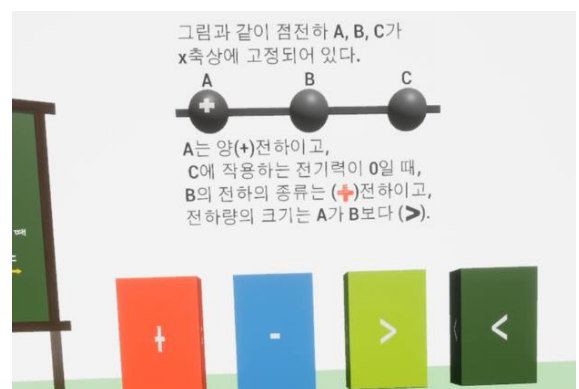 그림과 같이 점전하 A, B, C가
x축상에 고정되어 있다.
A B C
+
A는 양(+)전하이고,
C에 작용하는 전기력이 0일 때,
B의 전하의 종류는 (+)전하이고,
전하량의 크기는 A가 B보다 (>).
+ - > <